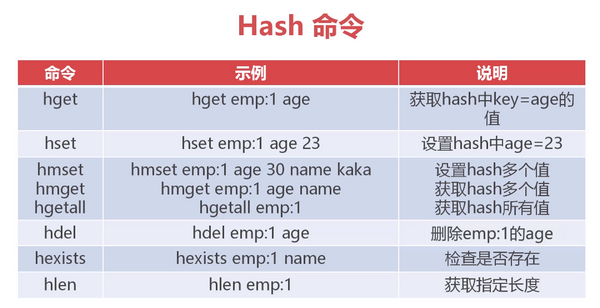 Hash 命令
命令 示例 说明
hget hget emp:1 age 获取hash中key=age的
值
hset hset emp:1 age 23 设置hash中age=23
hmset hmset emp:1 age 30 name kaka 设置hash多个值
hmget hmget emp:1 age name 获取hash多个值
hgetall hgetall emp:1 获取hash所有值
hdel hdel emp:1 age 删除emp:1的age
hexists hexists emp:1 name 检查是否存在
hlen hlen emp:1 获取指定长度